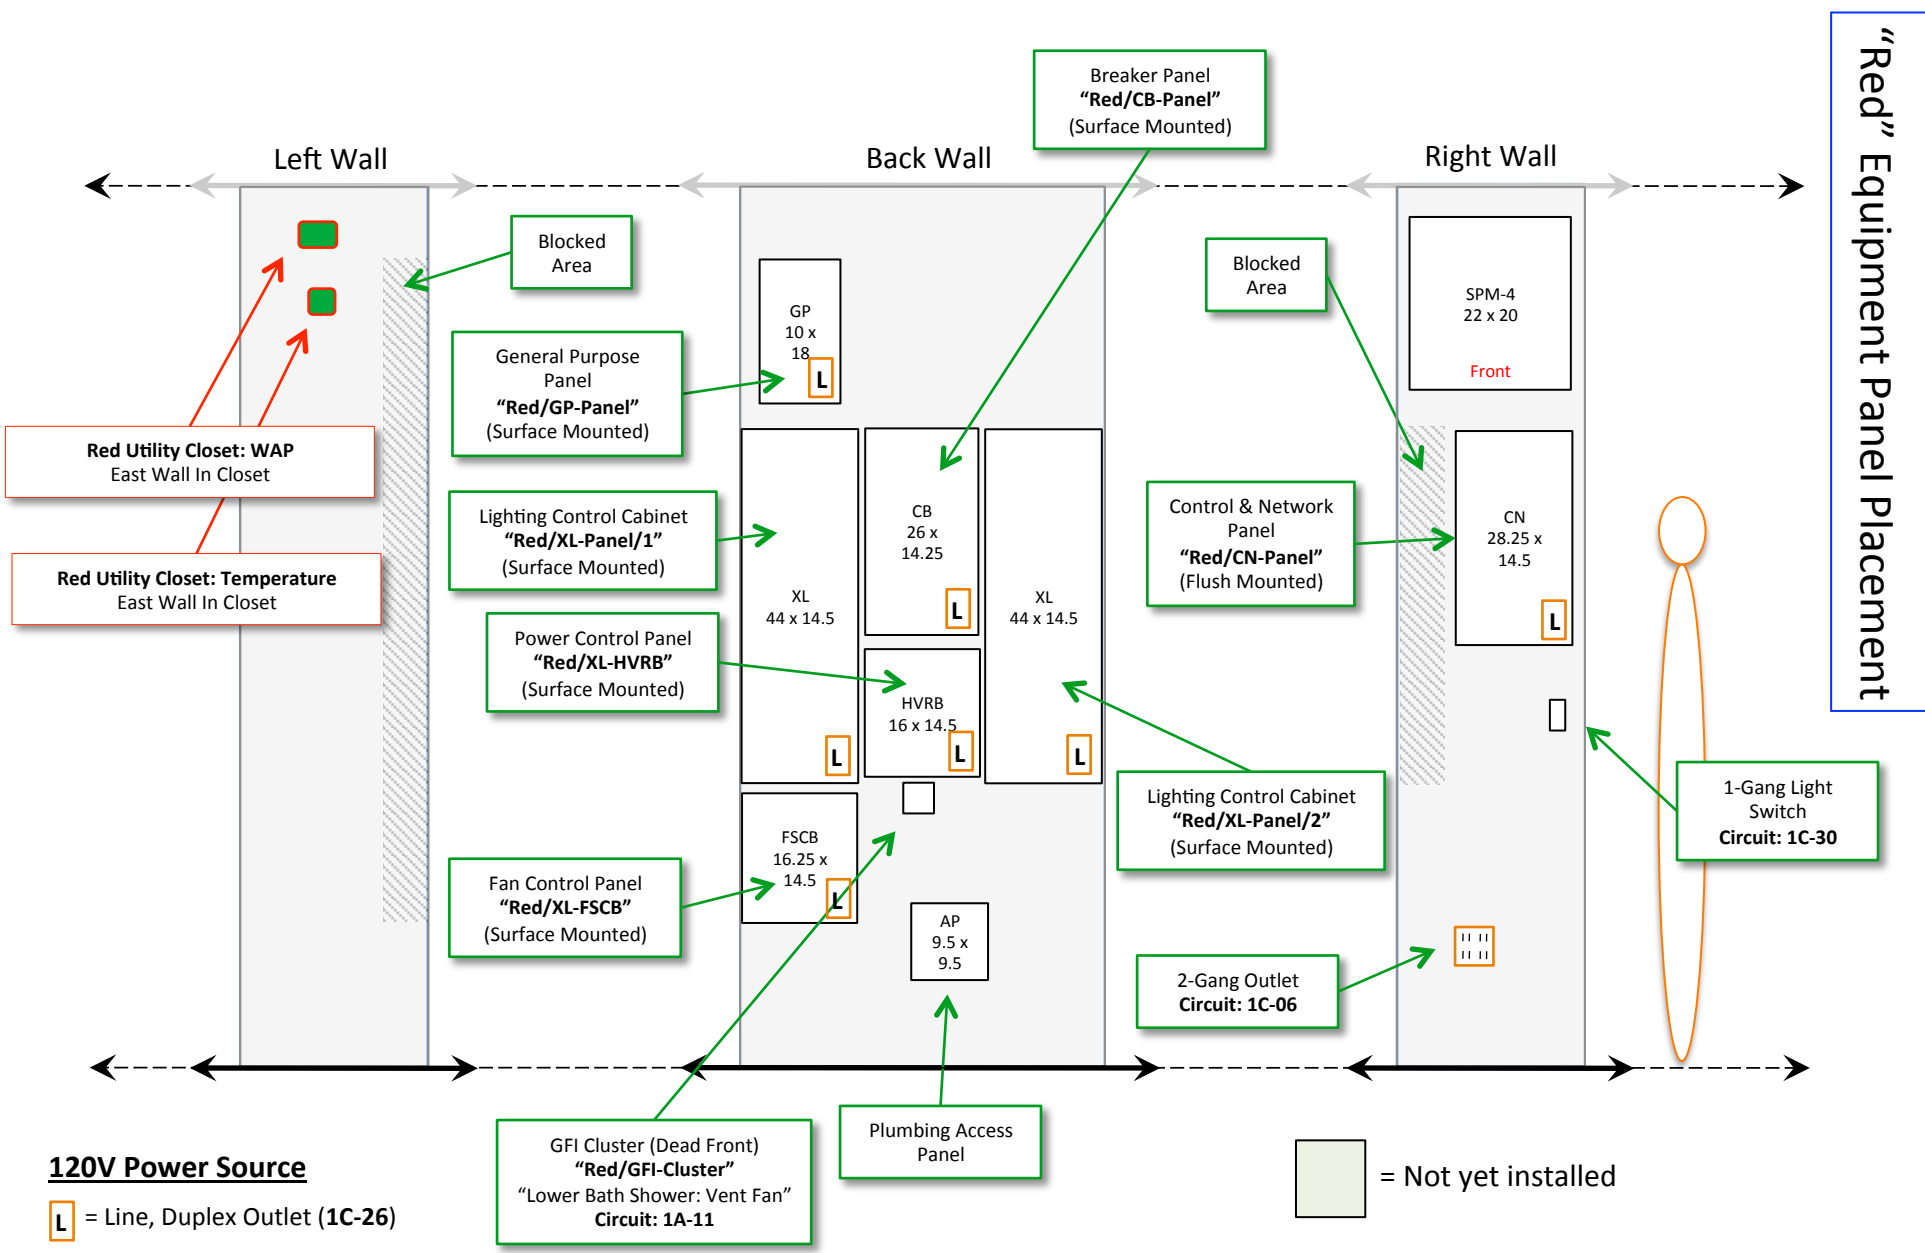 “Red” Equipment Panel Placement
Left Wall
Back Wall
Right Wall
Breaker Panel
“Red/CB-Panel”
(Surface Mounted)
Blocked
Area
General Purpose
Panel
“Red/GP-Panel”
(Surface Mounted)
Red Utility Closet: WAP
East Wall In Closet
Lighting Control Cabinet
“Red/XL-Panel/1”
(Surface Mounted)
Red Utility Closet: Temperature
East Wall In Closet
Power Control Panel
“Red/XL-HVRB”
(Surface Mounted)
Fan Control Panel
“Red/XL-FSCB”
(Surface Mounted)
GP
10 x
18
L
XL
44 x 14.5
L
CB
26 x
14.25
L
XL
44 x 14.5
L
HVRB
16 x 14.5
L
FSCB
16.25 x
14.5
L
AP
9.5 x
9.5
Blocked
Area
SPM-4
22 x 20
Front
Control & Network
Panel
“Red/CN-Panel”
(Flush Mounted)
CN
28.25 x
14.5
L
Lighting Control Cabinet
“Red/XL-Panel/2”
(Surface Mounted)
1-Gang Light
Switch
Circuit: 1C-30
2-Gang Outlet
Circuit: 1C-06
GFI Cluster (Dead Front)
“Red/GFI-Cluster”
“Lower Bath Shower: Vent Fan”
Circuit: 1A-11
Plumbing Access
Panel
120V Power Source
L = Line, Duplex Outlet (1C-26)
= Not yet installed